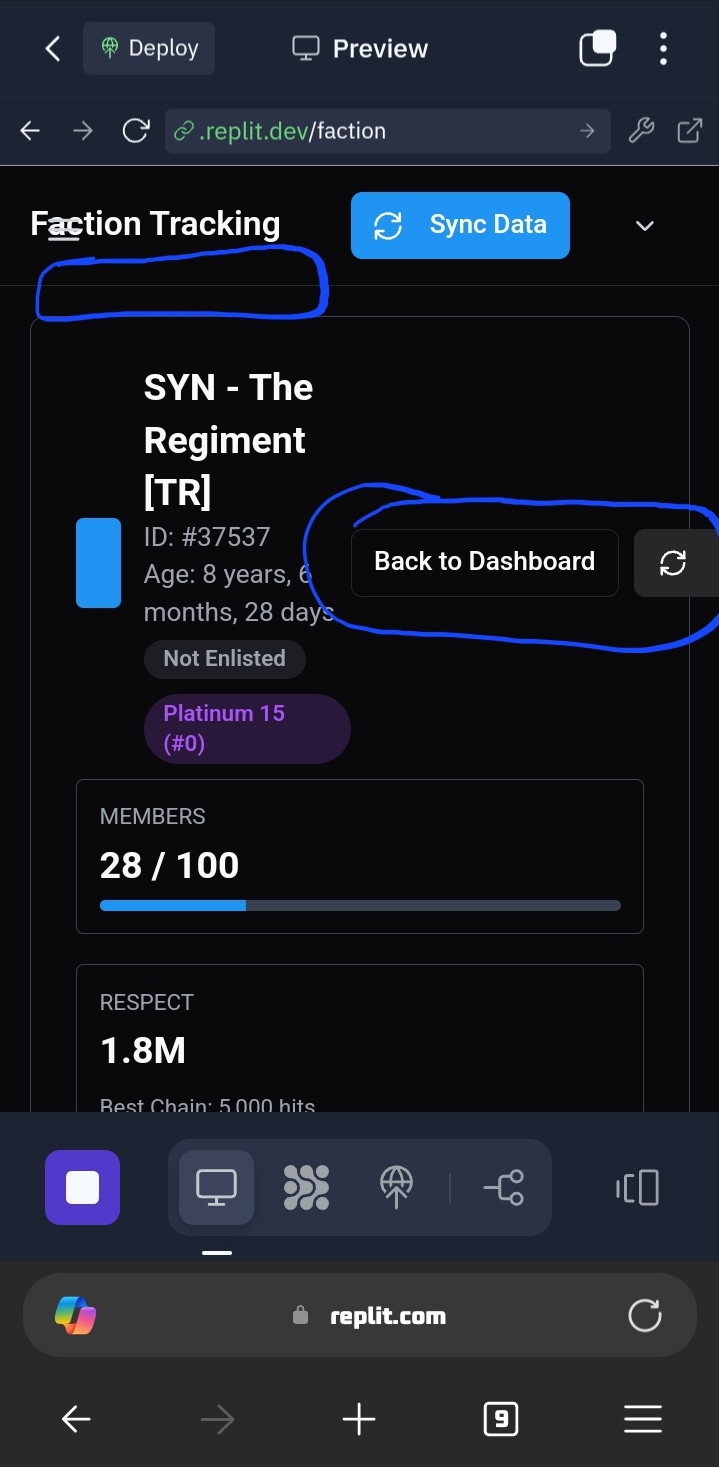 Deploy
Preview
.replit.dev/faction
Faction Tracking
Sync Data
SYN - The
Regiment
[TR]
ID: #37537
Age: 8 years, 6
months, 28 days
Back to Dashboard
Not Enlisted
Platinum 15
(#0)
MEMBERS
28 / 100
RESPECT
1.8M
Best Chain: 5,000 hits
replit.com
9